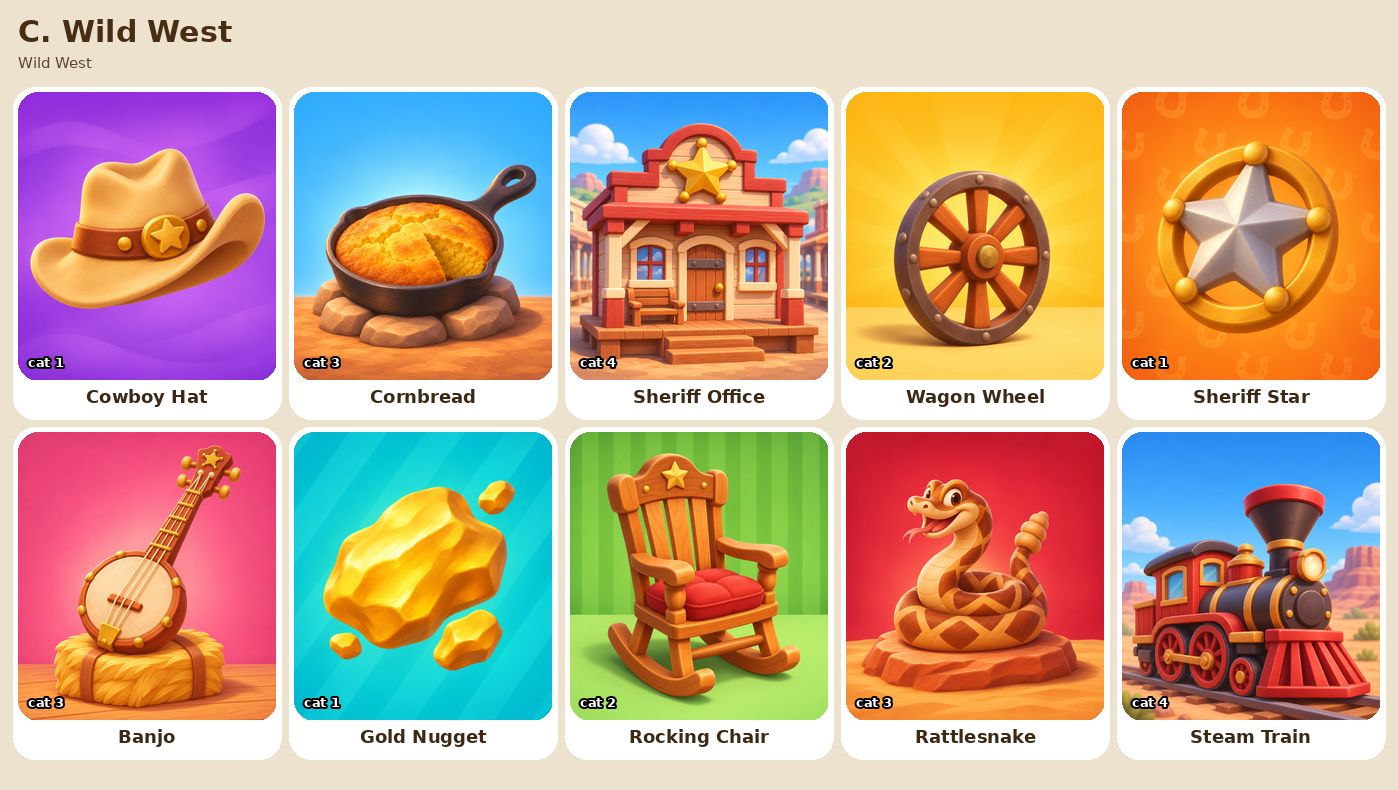 C. Wild West
Wild West
cat 1
cat 3
cat 4
cat 2
cat 1
Cowboy Hat
Cornbread
Sheriff Office
Wagon Wheel
Sheriff Star
cat 3
cat 1
cat 2
cat 3
cat 4
Banjo
Gold Nugget
Rocking Chair
Rattlesnake
Steam Train